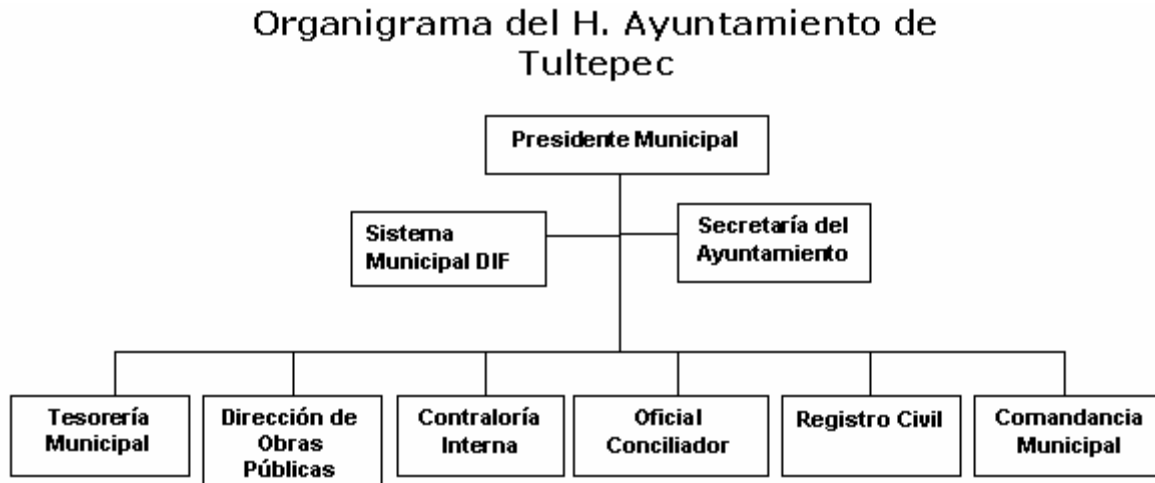 Organigrama del H. Ayuntamiento de
Tultepec
Presidente Municipal
Sistema
Municipal DIF
Secretaría del
Ayuntamiento
Tesorería
Municipal
Dirección de
Obras
Públicas
Contraloría
Interna
Oficial
Conciliador
Registro Civil
Comandancia
Municipal